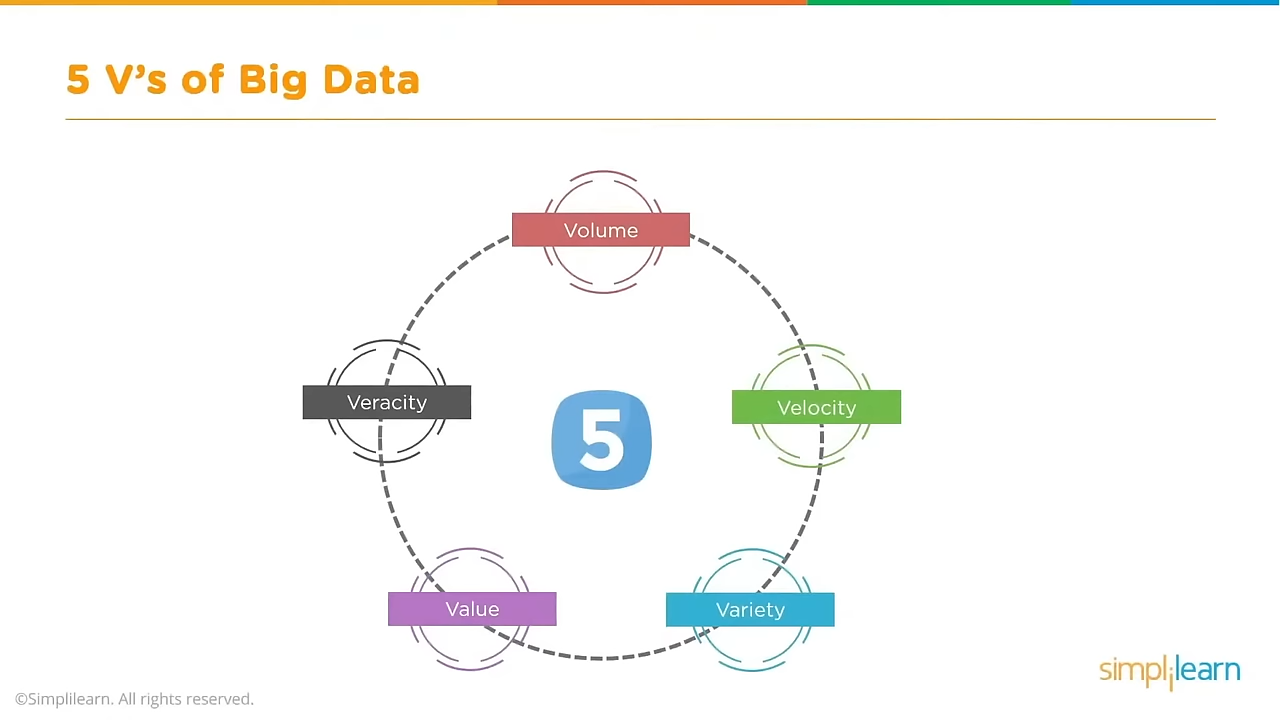 5 V's of Big Data
Volume
Veracity
Velocity
5
Value
Variety
simplilearn
©Simplilearn. All rights reserved.